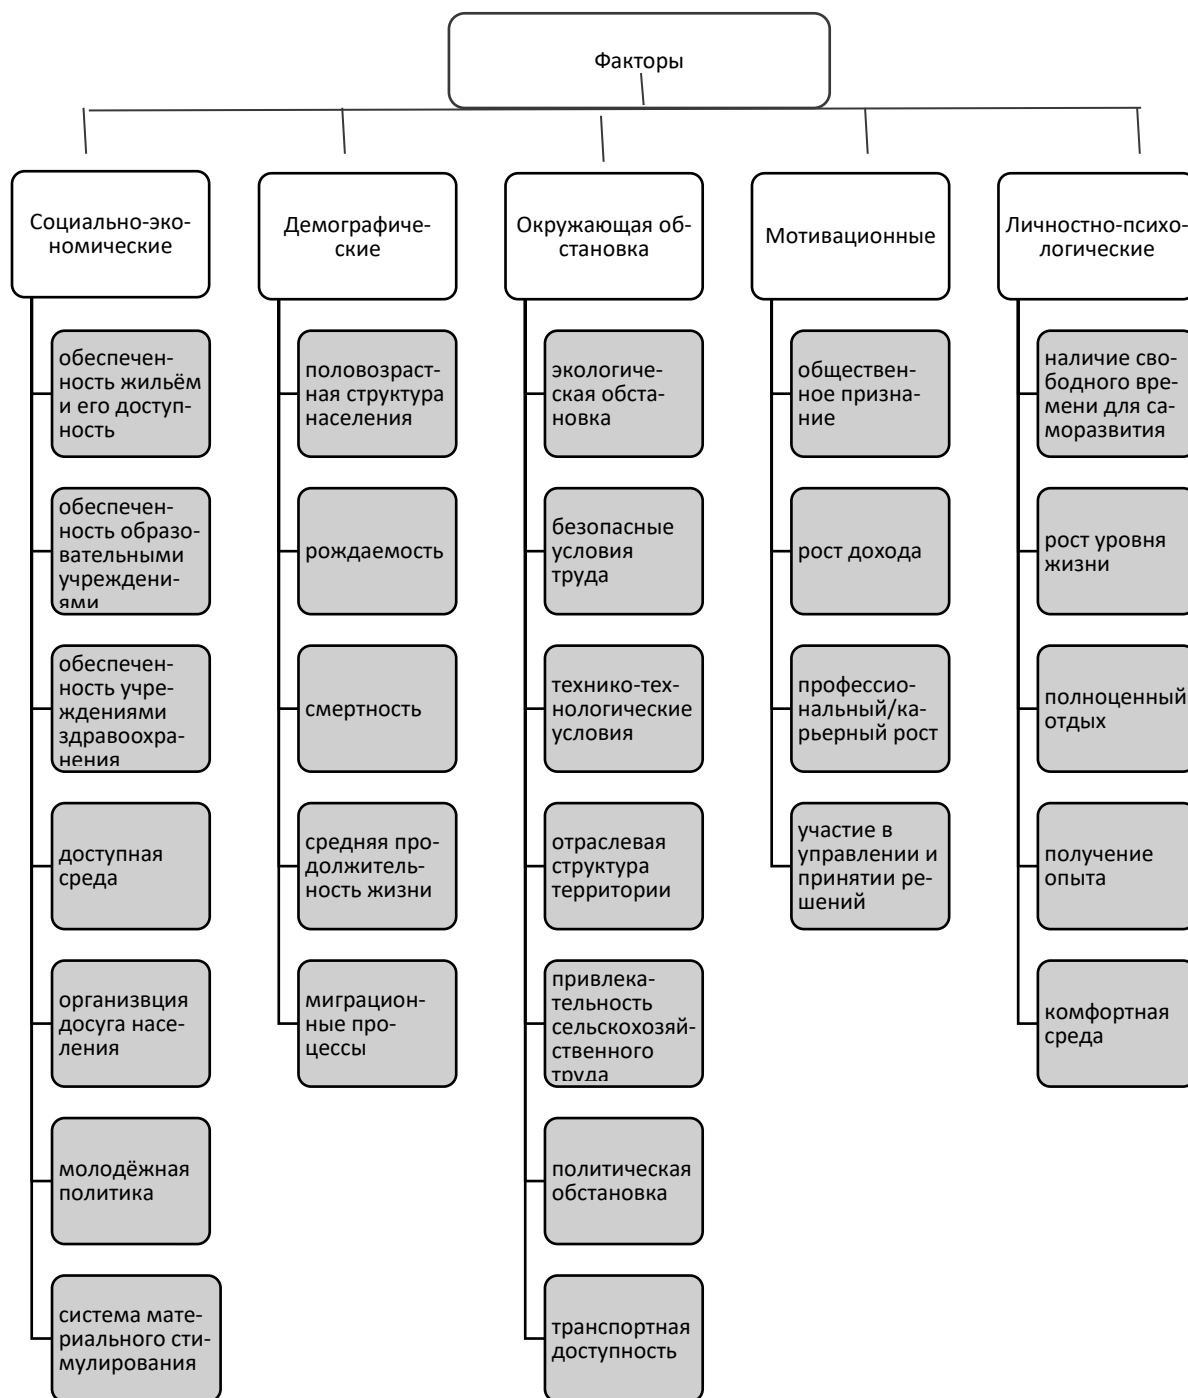 Факторы
Социально-эко-
номические
обеспечен-
ность жильём
и его доступ-
ность
обеспечен-
ность образо-
вательными
учреждени-
ями
обеспечен-
ность учре-
ждениями
здравоохра-
нения
доступная
среда
организвция
досуга насе-
ления
молодёжная
политика
система мате-
риального сти-
мулирования
Демографиче-
ские
половозраст-
ная структура
населения
рождаемость
смертность
средняя про-
должитель-
ность жизни
миграцион-
ные про-
цессы
Окружающая об-
становка
экологиче-
ская обста-
новка
безопасные
условия
труда
технико-тех-
нологические
условия
отраслевая
структура
территории
привлека-
тельность
сельскохозяй-
ственного
труда
политическая
обстановка
транспортная
доступность
Мотивационные
обществен-
ное призна-
ние
рост дохода
профессио-
нальный/ка-
рьерный рост
участие в
управлении и
принятии ре-
шений
Личностно-психо-
логические
наличие сво-
бодного вре-
мени для са-
моразвития
рост уровня
жизни
полноценный
отдых
получение
опыта
комфортная
среда